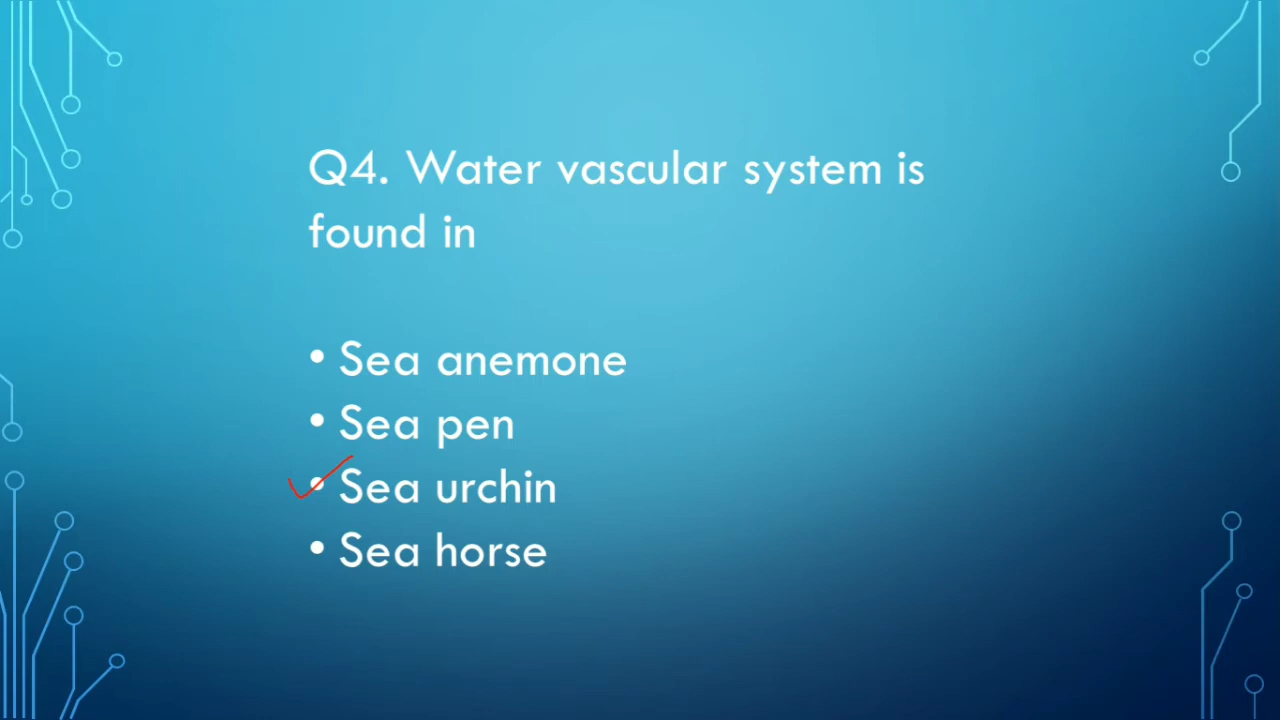 Q4. Water vascular system is
found in
• Sea anemone
• Sea pen
• Sea urchin
• Sea horse